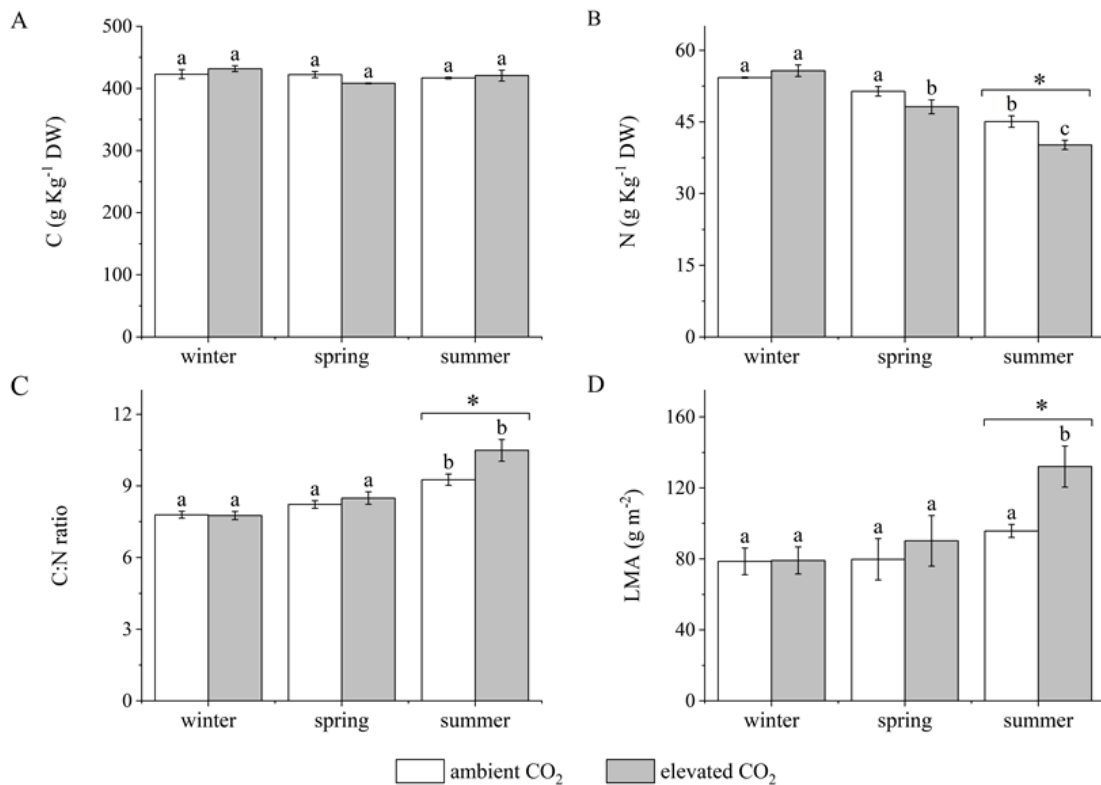 A
C (g Kg⁻¹ DW)
500
400
300
200
100
0
a a a a a a
winter spring summer
B
N (g Kg⁻¹ DW)
60
45
30
15
0
a a a b b c
*
winter spring summer
C
C:N ratio
12
9
6
3
0
a a a a b b
*
winter spring summer
D
LMA (g m⁻²)
160
120
80
40
0
a a a a a b
*
winter spring summer
ambient CO₂ elevated CO₂